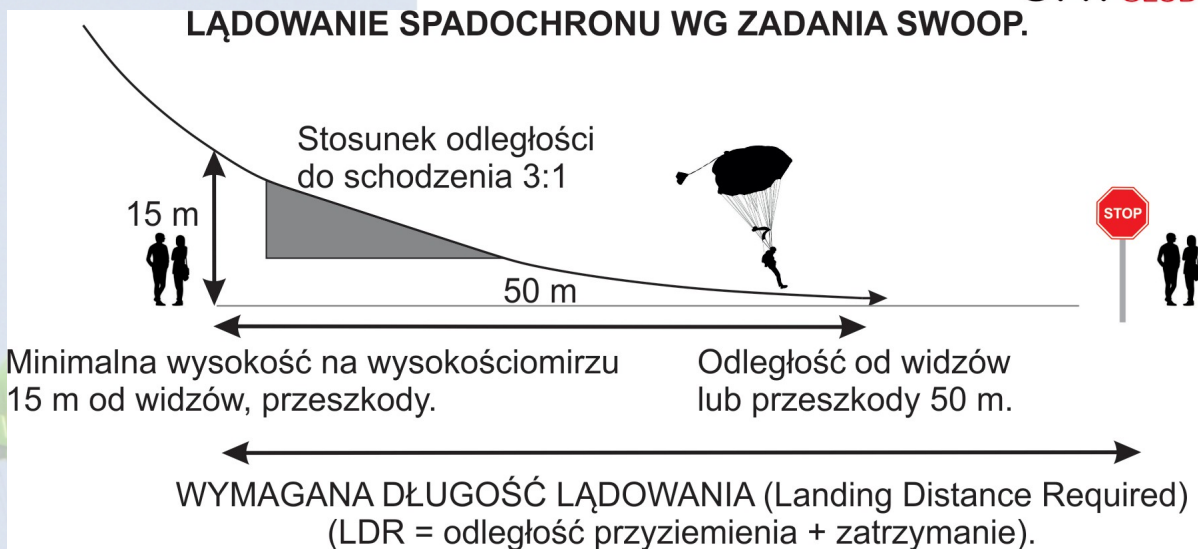 LĄDOWANIE SPADOCHRONU WG ZADANIA SWOOP.
Stosunek odległości
do schodzenia 3:1
15 m
STOP
50 m
Minimalna wysokość na wysokościomirzu
15 m od widzów, przeszkody.
Odległość od widzów
lub przeszkody 50 m.
WYMAGANA DŁUGOŚĆ LĄDOWANIA (Landing Distance Required)
(LDR = odległość przyziemienia + zatrzymanie).